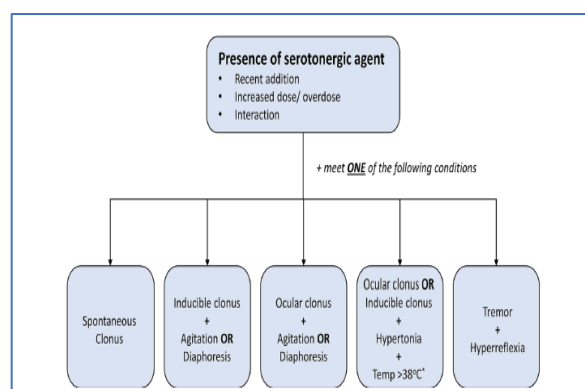 Presence of serotonergic agent
• Recent addition
• Increased dose/ overdose
• Interaction
+ meet ONE of the following conditions
Spontaneous
Clonus
Inducible clonus
+
Agitation OR
Diaphoresis
Ocular clonus
+
Agitation OR
Diaphoresis
Ocular clonus OR
Inducible clonus
+
Hypertonia
+
Temp >38°C*
Tremor
+
Hyperreflexia